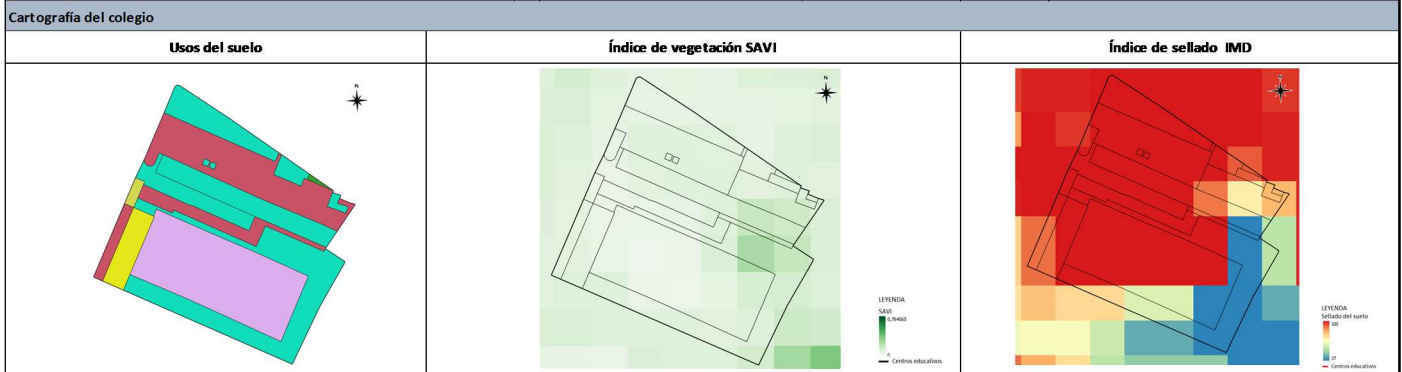 Cartografía del colegio
Usos del suelo
Índice de vegetación SAVI
Índice de sellado IMD
N
N
LEYENDA
SAVI
0,764065
0
Centros educativos
N
LEYENDA
Sellado del suelo
100
37
Centros educativos